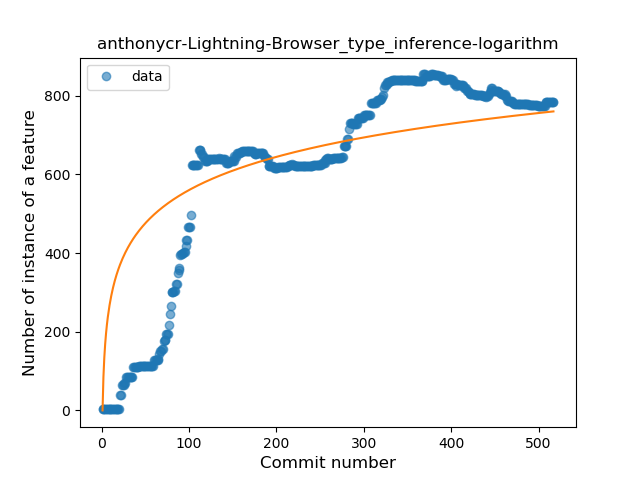 anthonycr-Lightning-Browser_type_inference-logarithm
data
Number of instance of a feature
800
600
400
200
0
0 100 200 300 400 500
Commit number